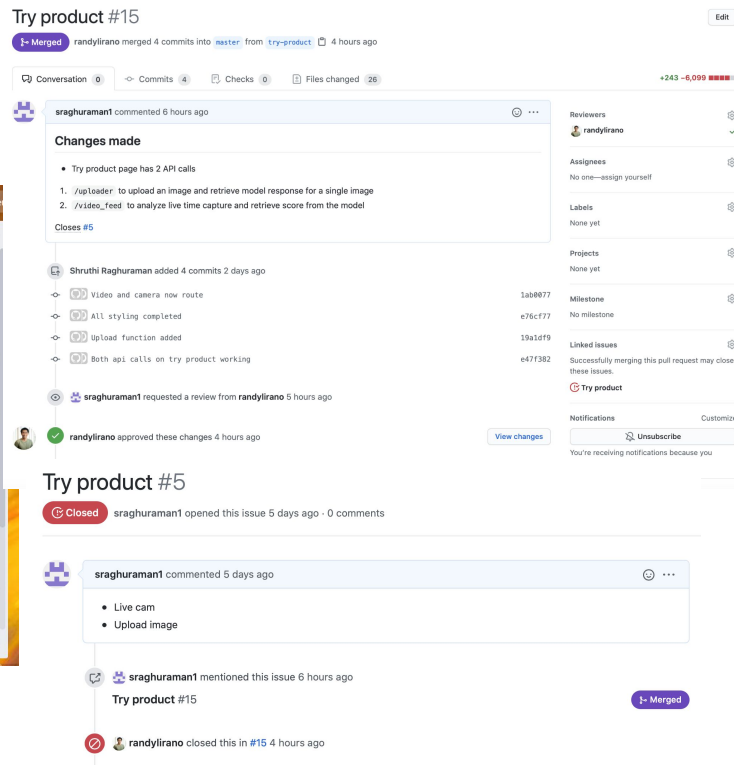 Try product #15
Edit
Merged randylirano merged 4 commits into master from try-product 4 hours ago
Conversation 0 Commits 4 Checks 0 Files changed 26
+243 −6,099
sraghuraman1 commented 6 hours ago
Changes made
Try product page has 2 API calls
1. /uploader to upload an image and retrieve model response for a single image
2. /video_feed to analyze live time capture and retrieve score from the model
Closes #5
Shruthi Raghuraman added 4 commits 2 days ago
Video and camera now route 1ab0077
All styling completed e76cf77
Upload function added 19a1df9
Both api calls on try product working e47f382
sraghuraman1 requested a review from randylirano 5 hours ago
randylirano approved these changes 4 hours ago
View changes
Reviewers
randylirano
Assignees
No one—assign yourself
Labels
None yet
Projects
None yet
Milestone
No milestone
Linked issues
Successfully merging this pull request may close
these issues.
Try product
Notifications
Customize
Unsubscribe
You're receiving notifications because you
Try product #5
Closed sraghuraman1 opened this issue 5 days ago · 0 comments
sraghuraman1 commented 5 days ago
Live cam
Upload image
sraghuraman1 mentioned this issue 6 hours ago
Try product #15
Merged
randylirano closed this in #15 4 hours ago